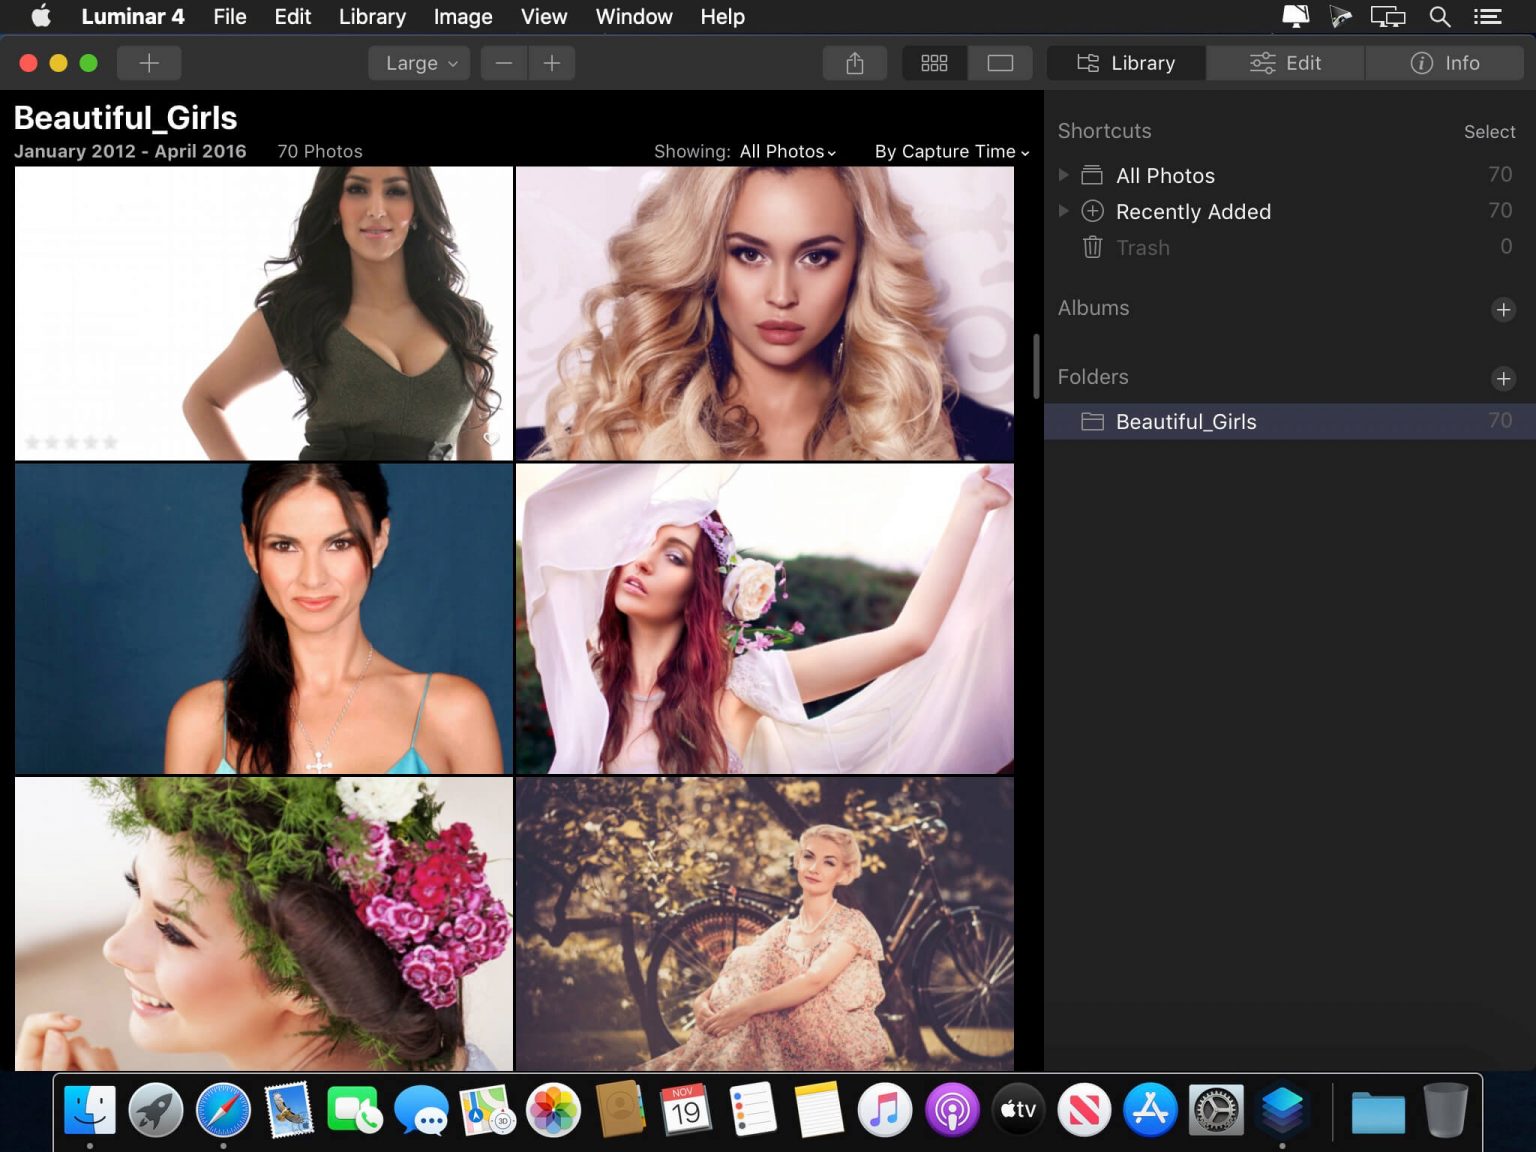 Luminar 4 File Edit Library Image View Window Help
Large Library Edit Info
Beautiful_Girls
January 2012 - April 2016 70 Photos Showing: All Photos By Capture Time
Shortcuts Select
All Photos 70
Recently Added 70
Trash 0
Albums
Folders
Beautiful_Girls 70
NOV
19
3D
tv